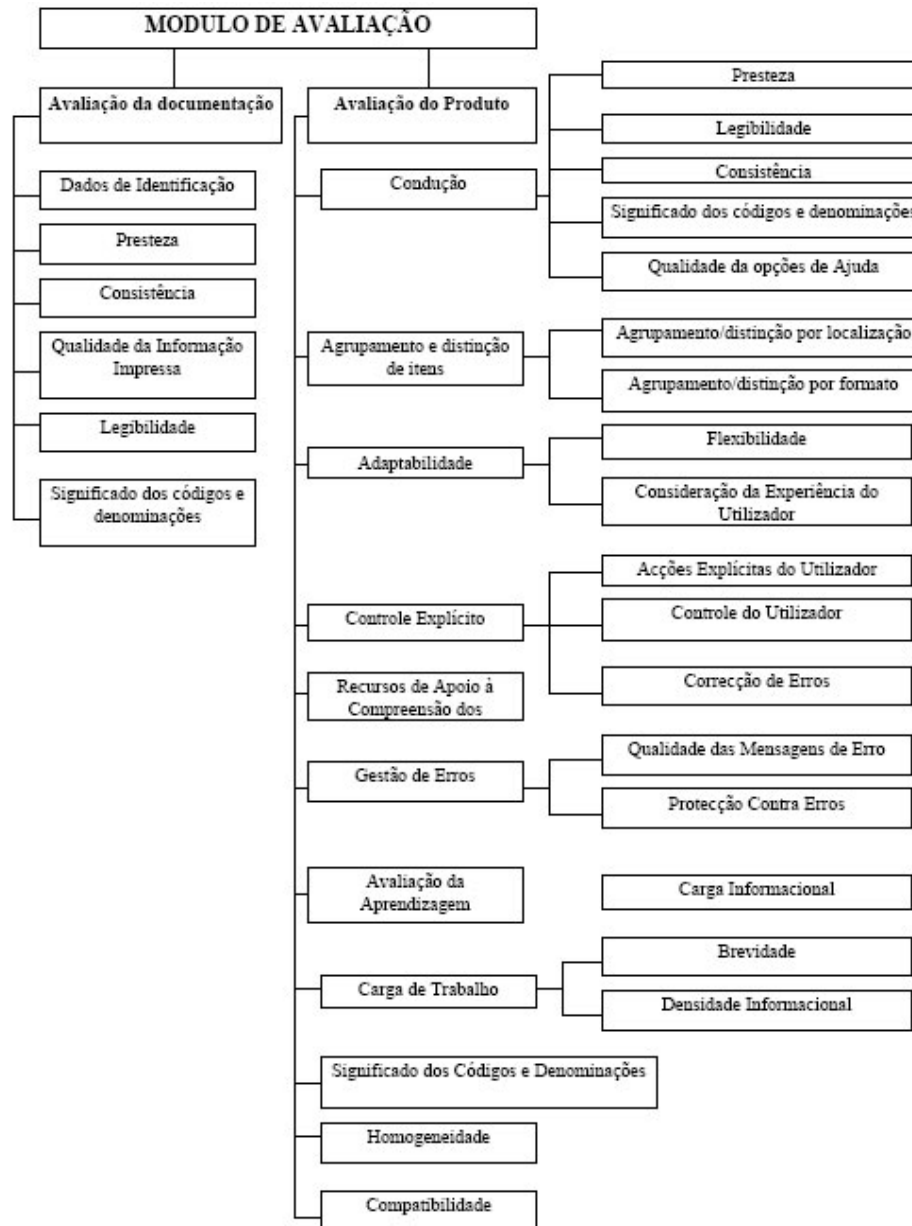 MODULO DE AVALIAÇÃO
Avaliação da documentação
Dados de Identificação
Presteza
Consistência
Qualidade da Informação
Impressa
Legibilidade
Significado dos códigos e
denominações
Avaliação do Produto
Condução
Presteza
Legibilidade
Consistência
Significado dos códigos e denominações
Qualidade da opções de Ajuda
Agrupamento e distinção
de itens
Agrupamento/distinção por localização
Agrupamento/distinção por formato
Adaptabilidade
Flexibilidade
Consideração da Experiência do
Utilizador
Controle Explícito
Acções Explícitas do Utilizador
Controle do Utilizador
Correcção de Erros
Recursos de Apoio à
Compreensão dos
Gestão de Erros
Qualidade das Mensagens de Erro
Protecção Contra Erros
Avaliação da
Aprendizagem
Carga Informacional
Carga de Trabalho
Brevidade
Densidade Informacional
Significado dos Códigos e Denominações
Homogeneidade
Compatibilidade